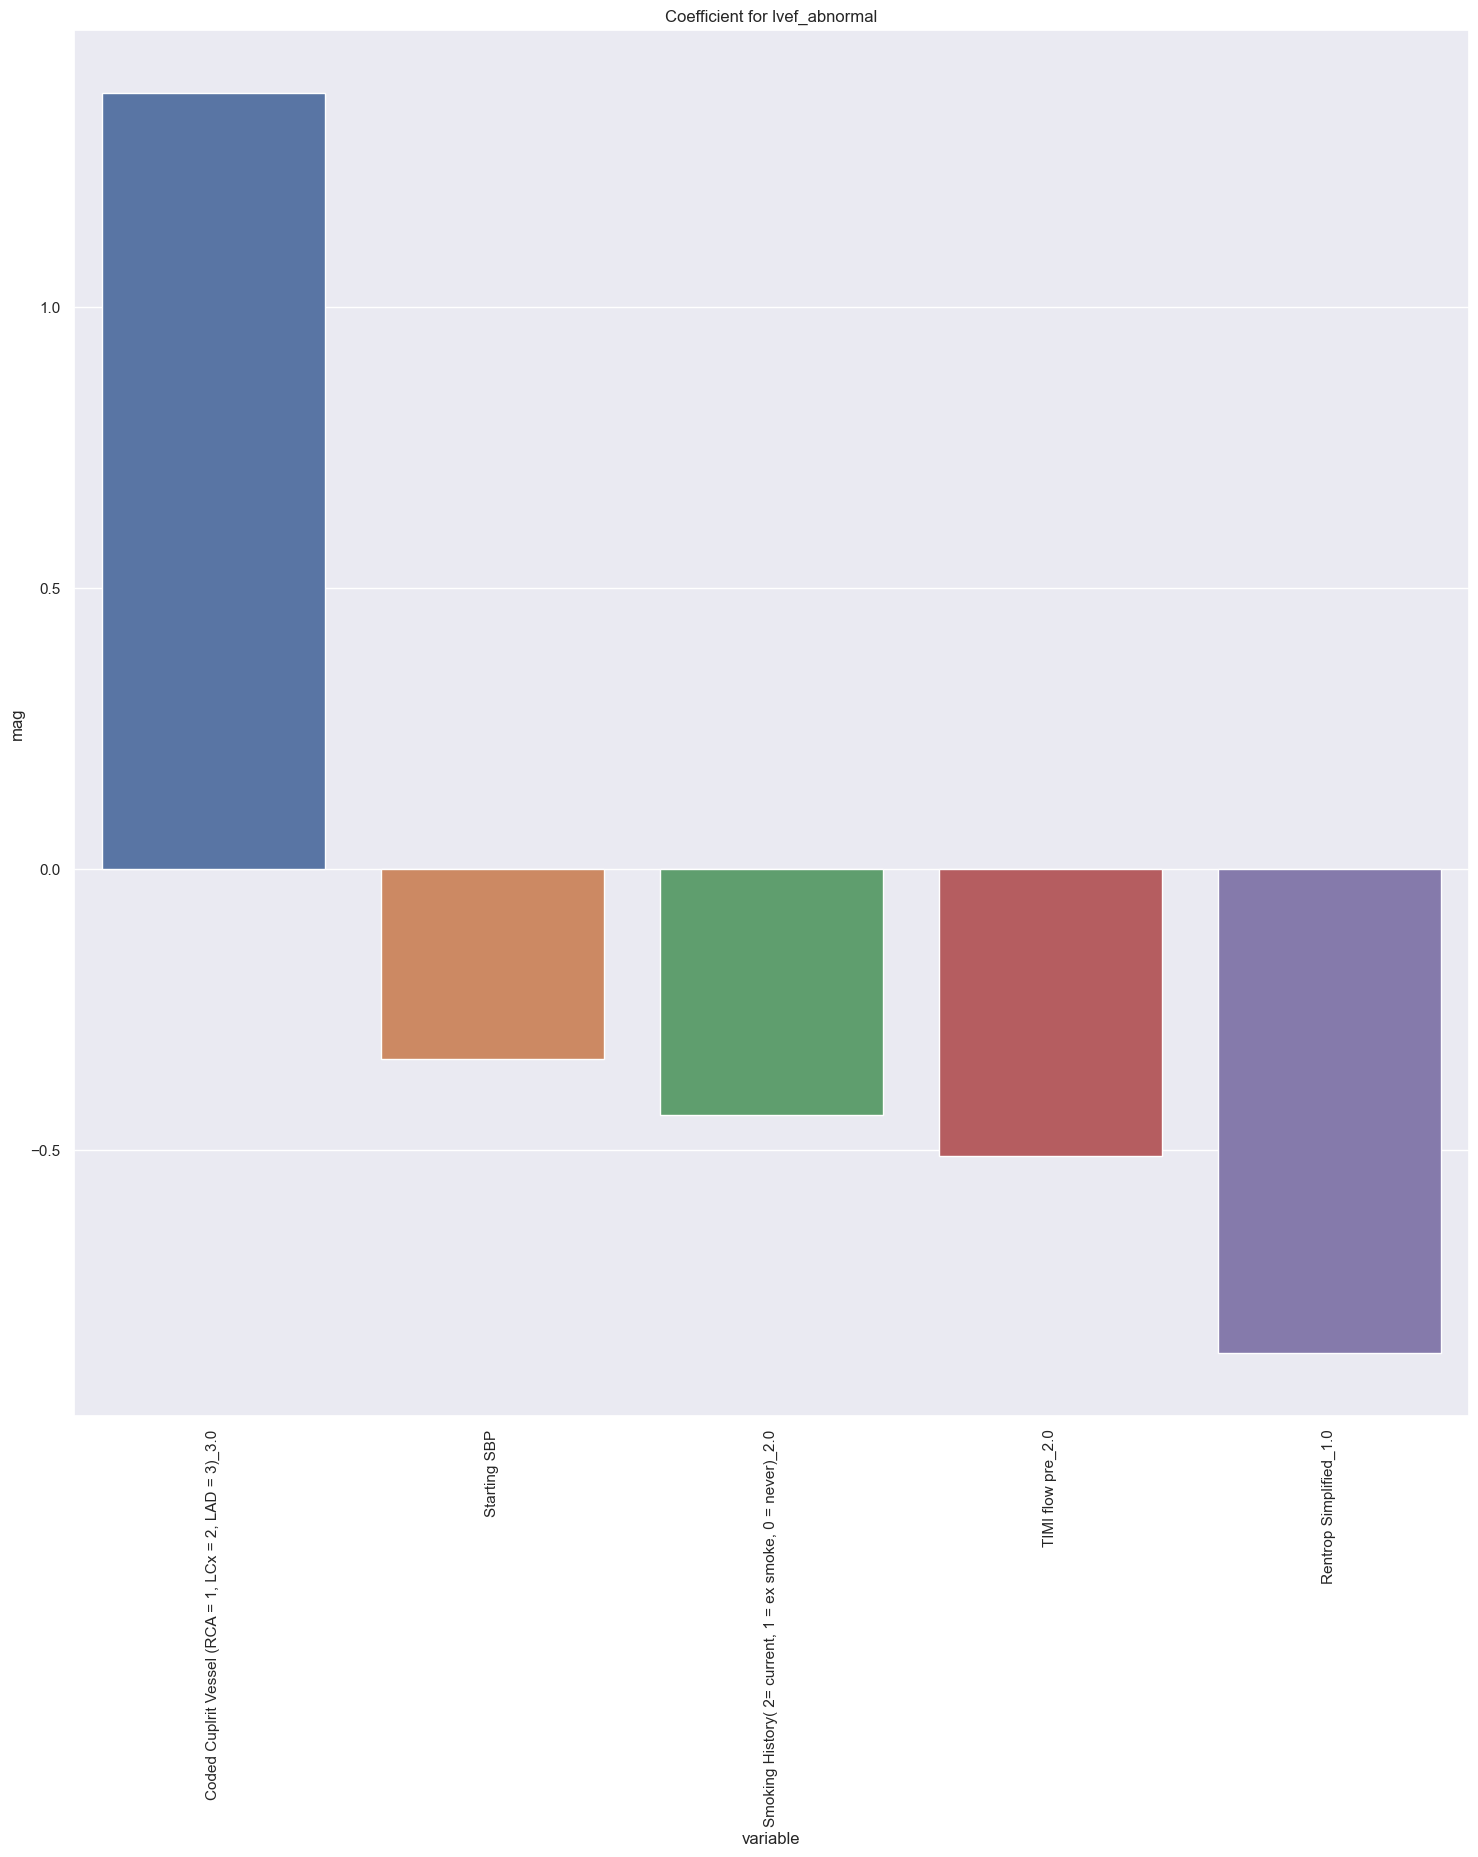 Coefficient for lvef_abnormal
mag
1.0
0.5
0.0
−0.5
Coded Cuplrit Vessel (RCA = 1, LCx = 2, LAD = 3)_3.0
Starting SBP
Smoking History( 2= current, 1 = ex smoke, 0 = never)_2.0
TIMI flow pre_2.0
Rentrop Simplified_1.0
variable